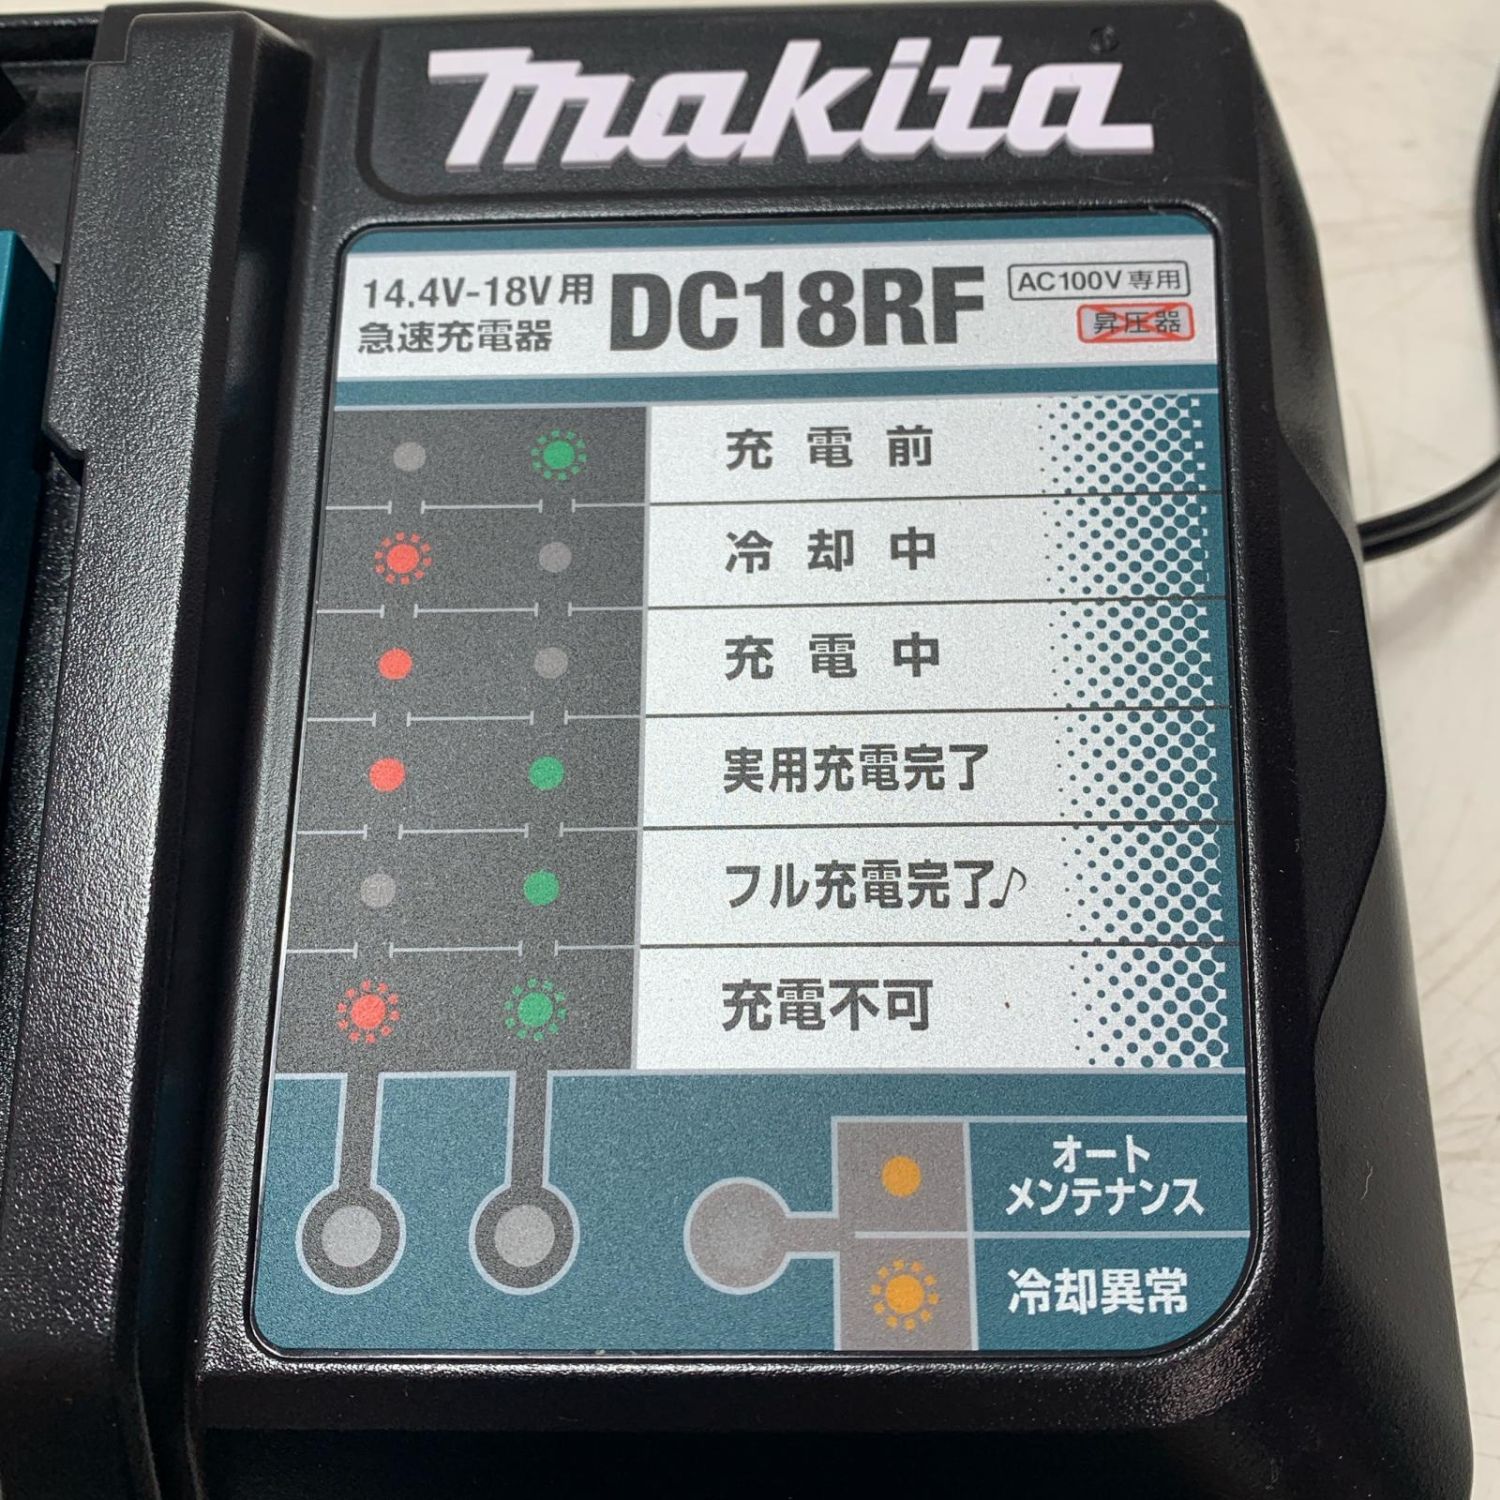 makita
14.4V-18V用
急速充電器
DC18RF
AC100V専用
昇圧器
充電前
冷却中
充電中
実用充電完了
フル充電完了♪
充電不可
オート
メンテナンス
冷却異常